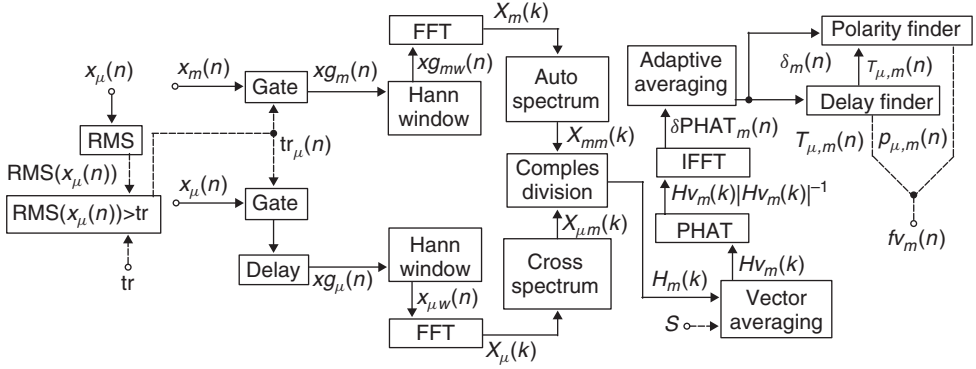 xμ(n)
RMS
RMS(xμ(n))
RMS(xμ(n))>tr
tr
xm(n)
Gate
xgm(n)
trμ(n)
xμ(n)
Gate
Delay
xgμ(n)
FFT
Xm(k)
xgmw(n)
Hann
window
Hann
window
xμw(n)
FFT
Xμ(k)
Auto
spectrum
Xmm(k)
Comples
division
Xμm(k)
Cross
spectrum
Hm(k)
S
Vector
averaging
Hvm(k)
PHAT
Hvm(k)|Hvm(k)|−1
IFFT
δPHATm(n)
Adaptive
averaging
δm(n)
Polarity finder
Tμ,m(n)
Delay finder
Tμ,m(n)
pμ,m(n)
fvm(n)